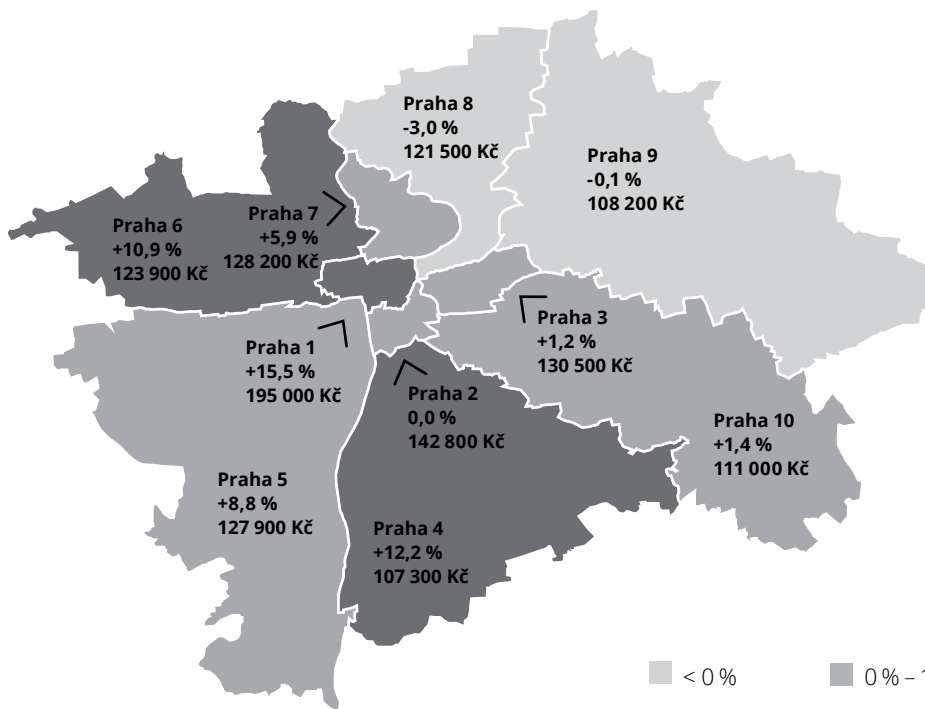 Praha 8
-3,0 %
121 500 Kč
Praha 9
-0,1 %
108 200 Kč
Praha 6
+10,9 %
123 900 Kč
Praha 7
+5,9 %
128 200 Kč
Praha 3
+1,2 %
130 500 Kč
Praha 1
+15,5 %
195 000 Kč
Praha 2
0,0 %
142 800 Kč
Praha 10
+1,4 %
111 000 Kč
Praha 5
+8,8 %
127 900 Kč
Praha 4
+12,2 %
107 300 Kč
< 0 %
0 % –